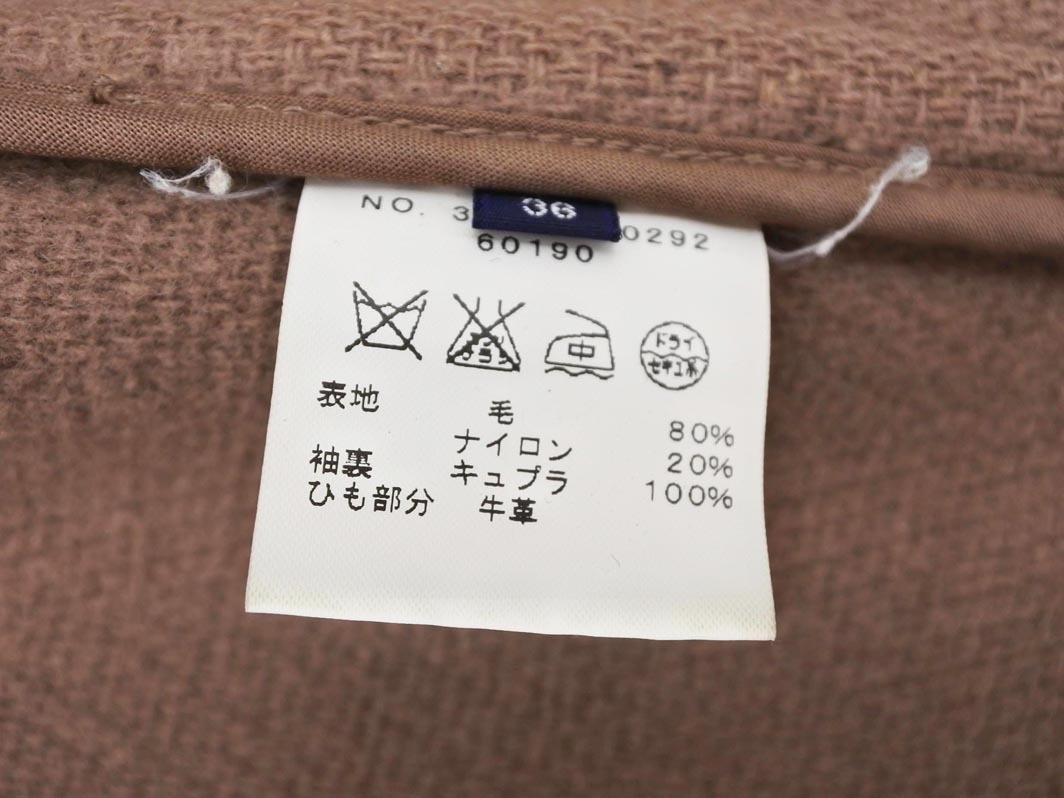 36
NO. 3 0292
60190
中
ドライ
セキユ系
表地 毛 80%
ナイロン 20%
袖裏 キュプラ 100%
ひも部分 牛革